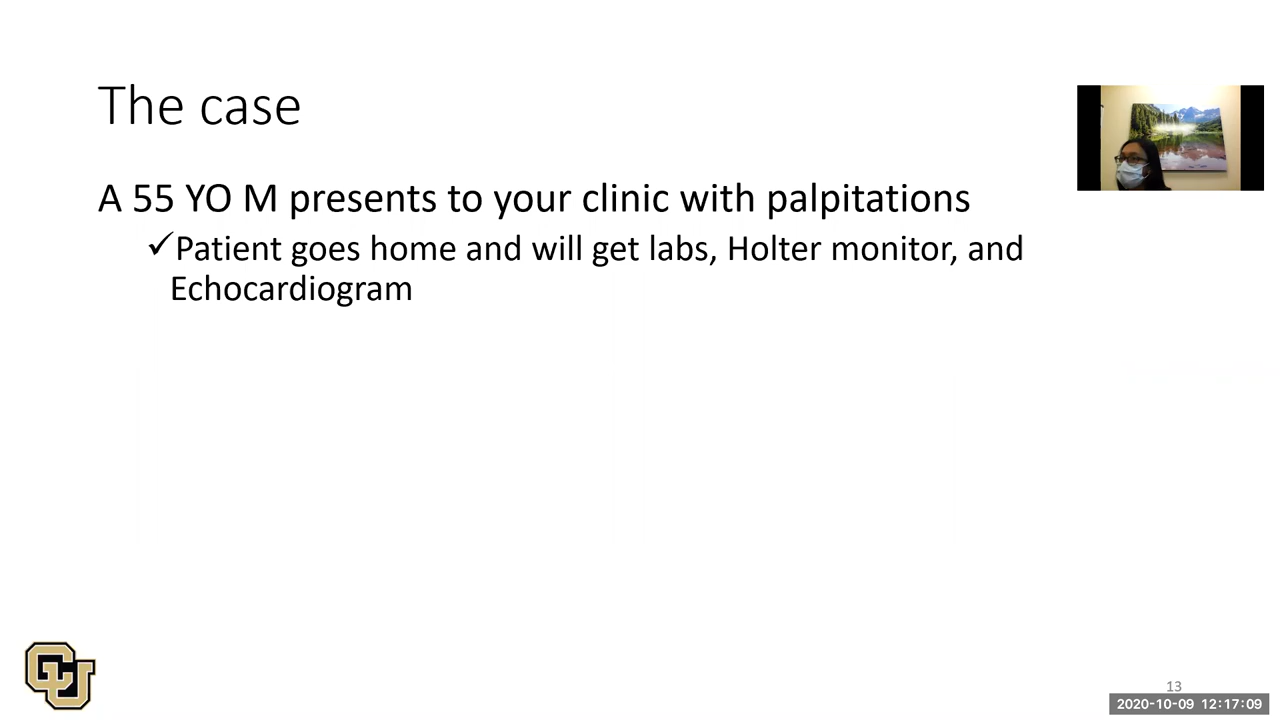 The case
A 55 YO M presents to your clinic with palpitations
✓Patient goes home and will get labs, Holter monitor, and
Echocardiogram
CU
13
2020-10-09 12:17:09